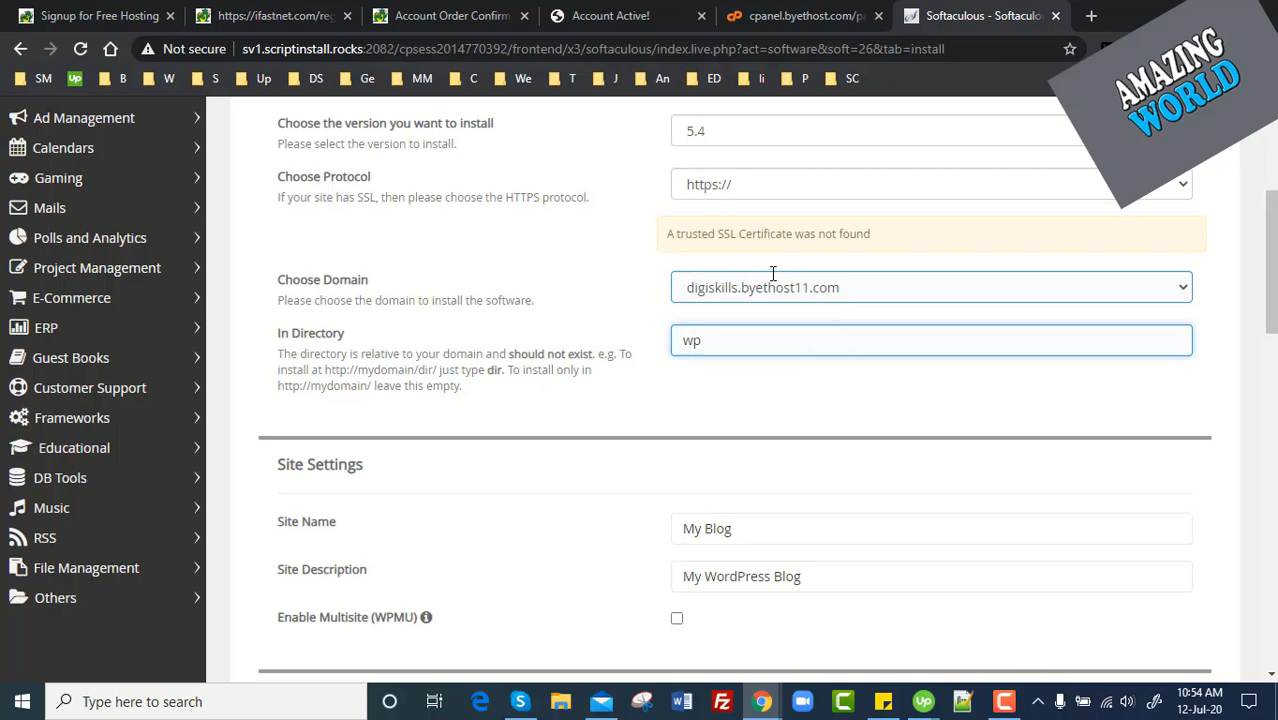 Signup for Free Hosting
https://ifastnet.com/reg
Account Order Confirm
Account Active!
cpanel.byethost.com/pa
Softaculous - Softaculo
Not secure
sv1.scriptinstall.rocks:2082/cpsess2014770392/frontend/x3/softaculous/index.live.php?act=software&soft=26&tab=install
SM
B
W
S
Up
DS
Ge
MM
C
We
T
J
An
ED
Ii
P
SC
AMAZING
WORLD
Ad Management
Calendars
Gaming
Mails
Polls and Analytics
Project Management
E-Commerce
ERP
Guest Books
Customer Support
Frameworks
Educational
DB Tools
Music
RSS
File Management
Others
Choose the version you want to install
Please select the version to install.
5.4
Choose Protocol
If your site has SSL, then please choose the HTTPS protocol.
https://
A trusted SSL Certificate was not found
Choose Domain
Please choose the domain to install the software.
digiskills.byethost11.com
In Directory
The directory is relative to your domain and should not exist. e.g. To
install at http://mydomain/dir/ just type dir. To install only in
http://mydomain/ leave this empty.
wp
Site Settings
Site Name
My Blog
Site Description
My WordPress Blog
Enable Multisite (WPMU)
Type here to search
10:54 AM
12-Jul-20